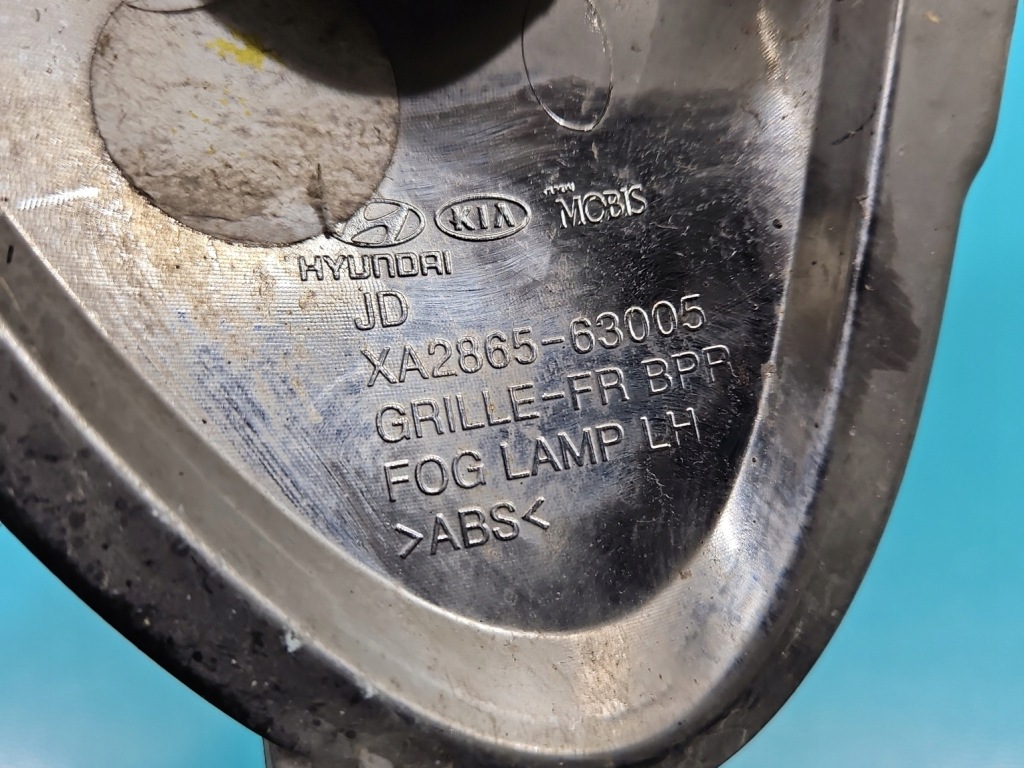 KIA MOBIS
HYUNDAI
JD
XA2865-63005
GRILLE-FR BPR
FOG LAMP LH
>ABS<